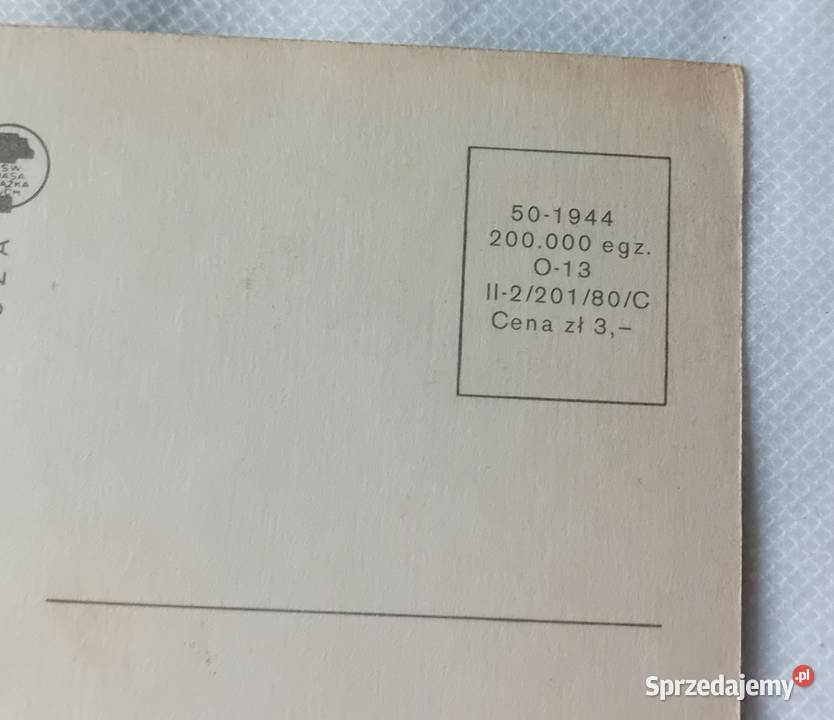 50-1944
200.000 egz.
O-13
II-2/201/80/C
Cena zł 3,–
Sprzedajemy.pl